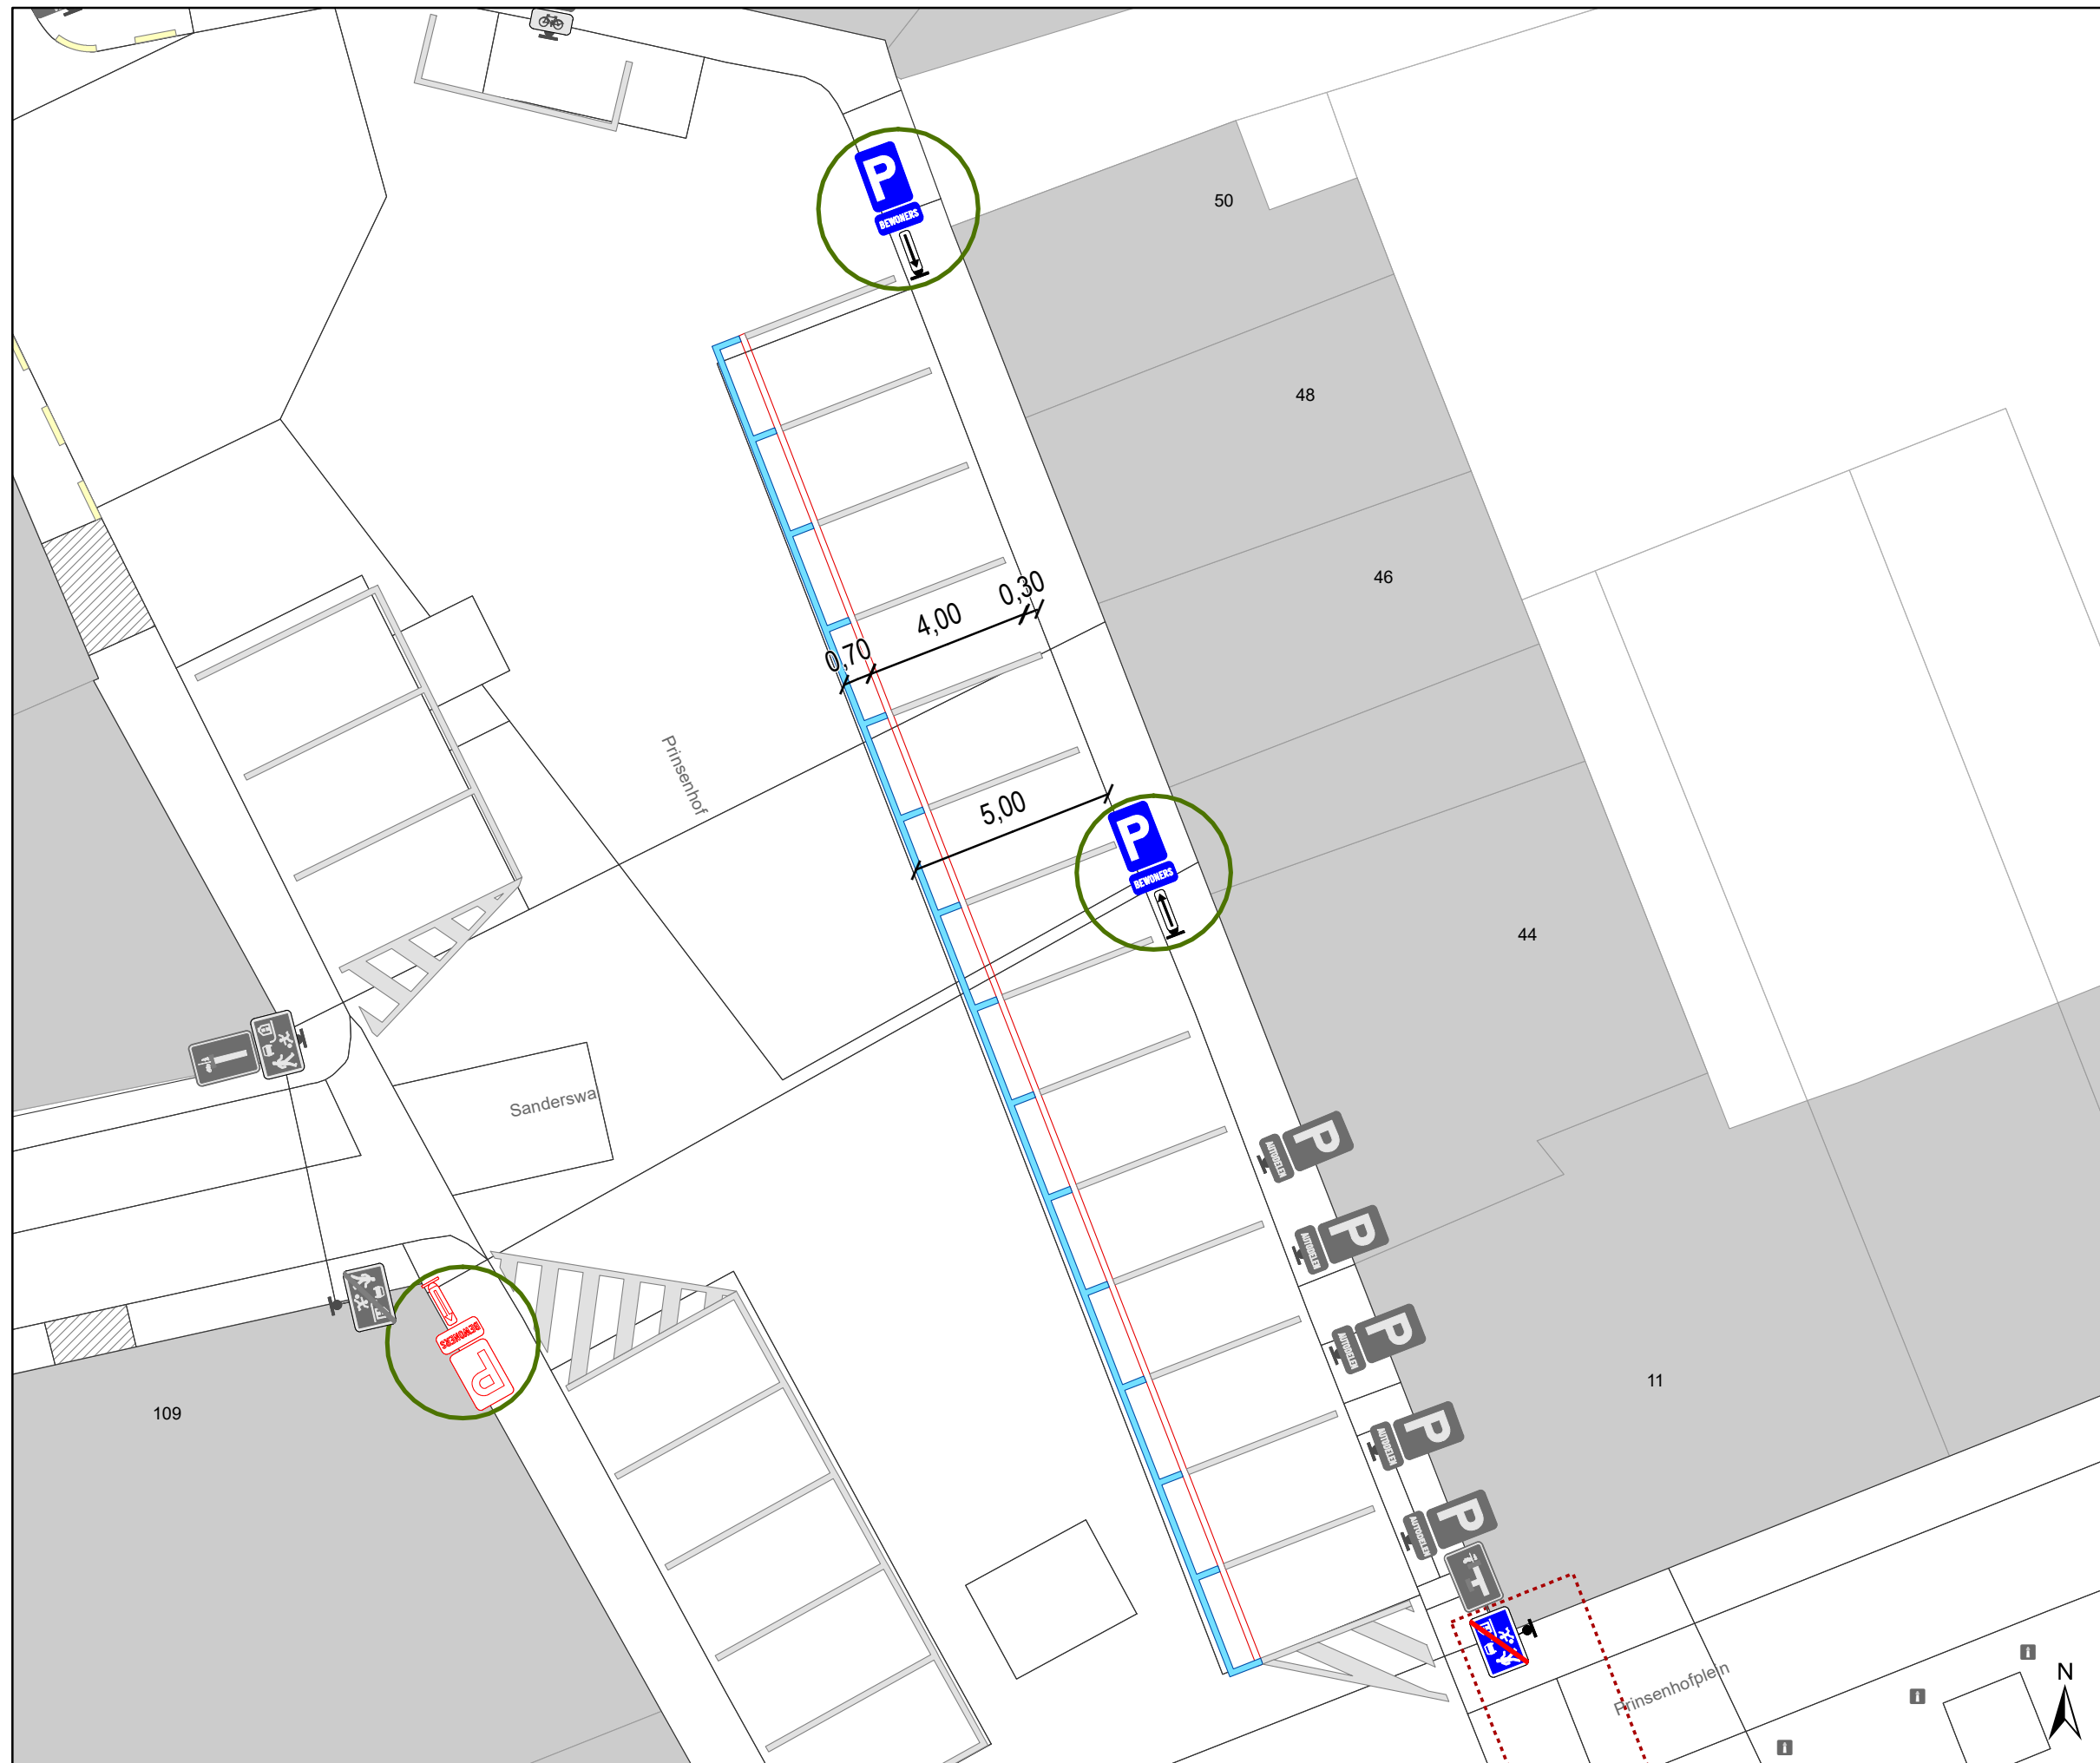 P
BEWONERS
50
48
46
0,30
4,00
0,70
Prinsenhof
5,00
P
BEWONERS
44
Sanderswa
P
AUTODELEN
P
AUTODELEN
P
AUTODELEN
P
AUTODELEN
P
AUTODELEN
BEWONERS
P
109
11
Prinsenhofplein
N